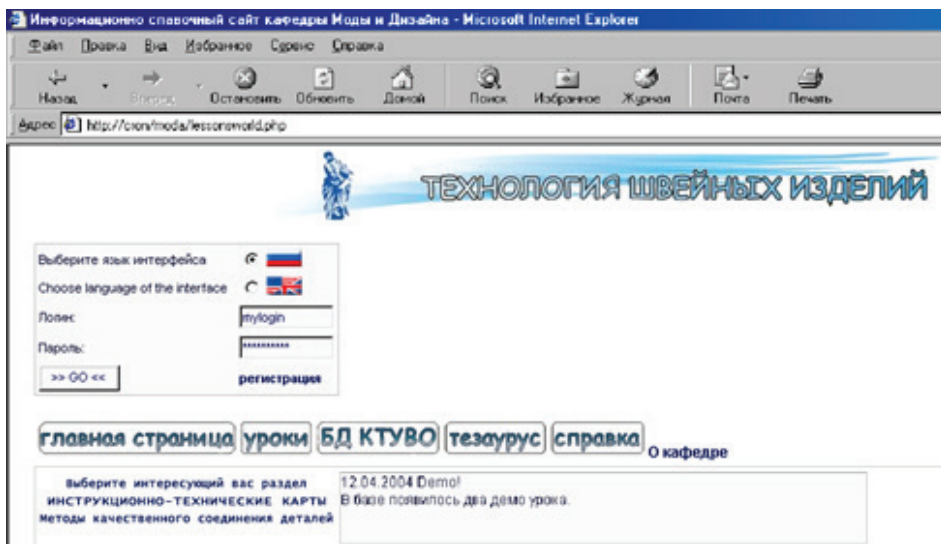 Информационно спавочный сайт кафедры Моды и Дизайна - Microsoft Internet Explorer
Файл Правка Вид Избранное Сервис Справка
Назад Вперед Остановить Обновить Домой Поиск Избранное Журнал Почта Печать
Адрес http://cron/moda/lessonsworld.php
ТЕХНОЛОГИЯ ШВЕЙНЫХ ИЗДЕЛИЙ
Выберите язык интерфейса
Choose language of the interface
Логин: mylogin
Пароль: **********
>> GO << регистрация
главная страница уроки БД КТУВО тезаурус справка О кафедре
Выберите интересующий вас раздел
ИНСТРУКЦИОННО-ТЕХНИЧЕСКИЕ КАРТЫ
Методы качественного соединения деталей
12.04.2004 Demo!
В базе появилось два демо урока.